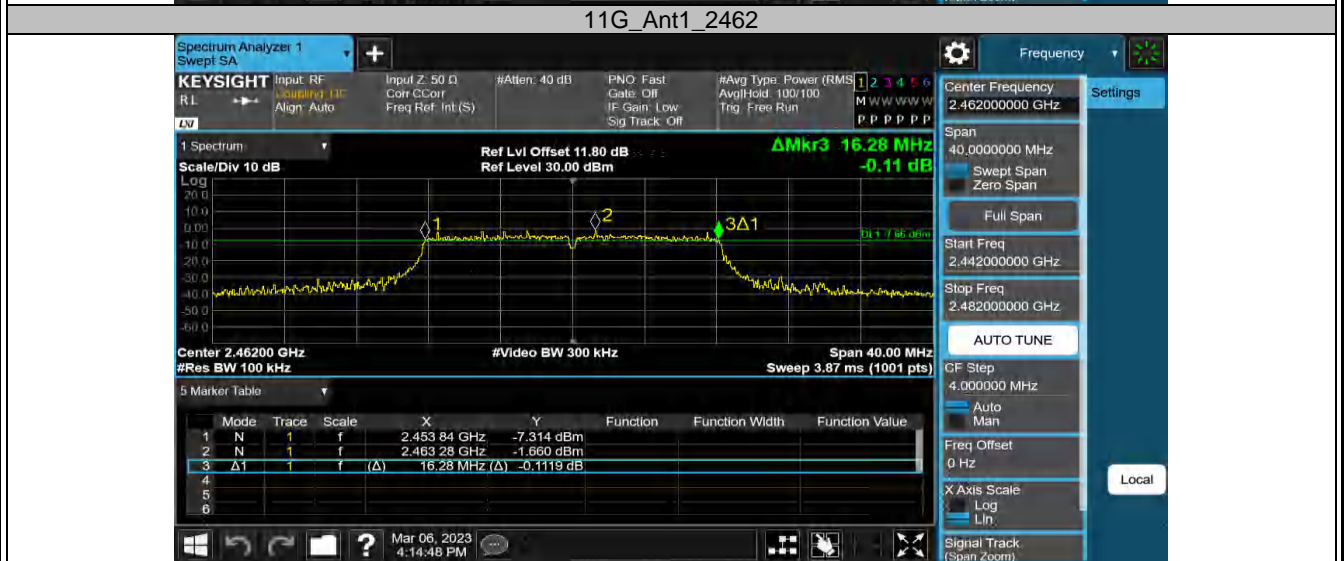 11G_Ant1_2462
Spectrum Analyzer 1
Swept SA
+
Frequency
KEYSIGHT
RL
LXI
Input: RF
Coupling: DC
Align: Auto
Input Z: 50 Ω
Corr CCorr
Freq Ref: Int (S)
#Atten: 40 dB
PNO: Fast
Gate: Off
IF Gain: Low
Sig Track: Off
#Avg Type: Power (RMS
Avg|Hold: 100/100
Trig: Free Run
1 2 3 4 5 6
M W W W W W
P P P P P P
1 Spectrum
Scale/Div 10 dB
Ref Lvl Offset 11.80 dB
Ref Level 30.00 dBm
ΔMkr3 16.28 MHz
-0.11 dB
Log
20.0
10.0
0.00
-10.0
-20.0
-30.0
-40.0
-50.0
-60.0
1
2
3Δ1
DL1 -7.66 dBm
Center 2.46200 GHz
#Video BW 300 kHz
Span 40.00 MHz
#Res BW 100 kHz
Sweep 3.87 ms (1001 pts)
5 Marker Table
Mode Trace Scale X Y Function Function Width Function Value
1 N 1 f 2.453 84 GHz -7.314 dBm
2 N 1 f 2.463 28 GHz -1.660 dBm
3 Δ1 1 f (Δ) 16.28 MHz (Δ) -0.1119 dB
4
5
6
?
Mar 06, 2023
4:14:48 PM
Center Frequency
2.462000000 GHz
Settings
Span
40.0000000 MHz
Swept Span
Zero Span
Full Span
Start Freq
2.442000000 GHz
Stop Freq
2.482000000 GHz
AUTO TUNE
CF Step
4.000000 MHz
Auto
Man
Freq Offset
0 Hz
X Axis Scale
Log
Lin
Local
Signal Track
(Span Zoom)